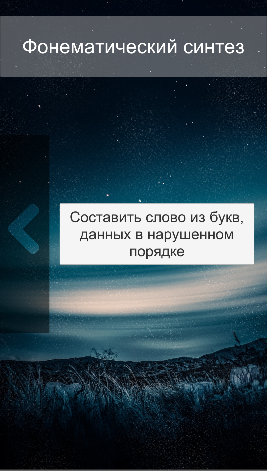 Фонематический синтез
Составить слово из букв,
данных в нарушенном
порядке